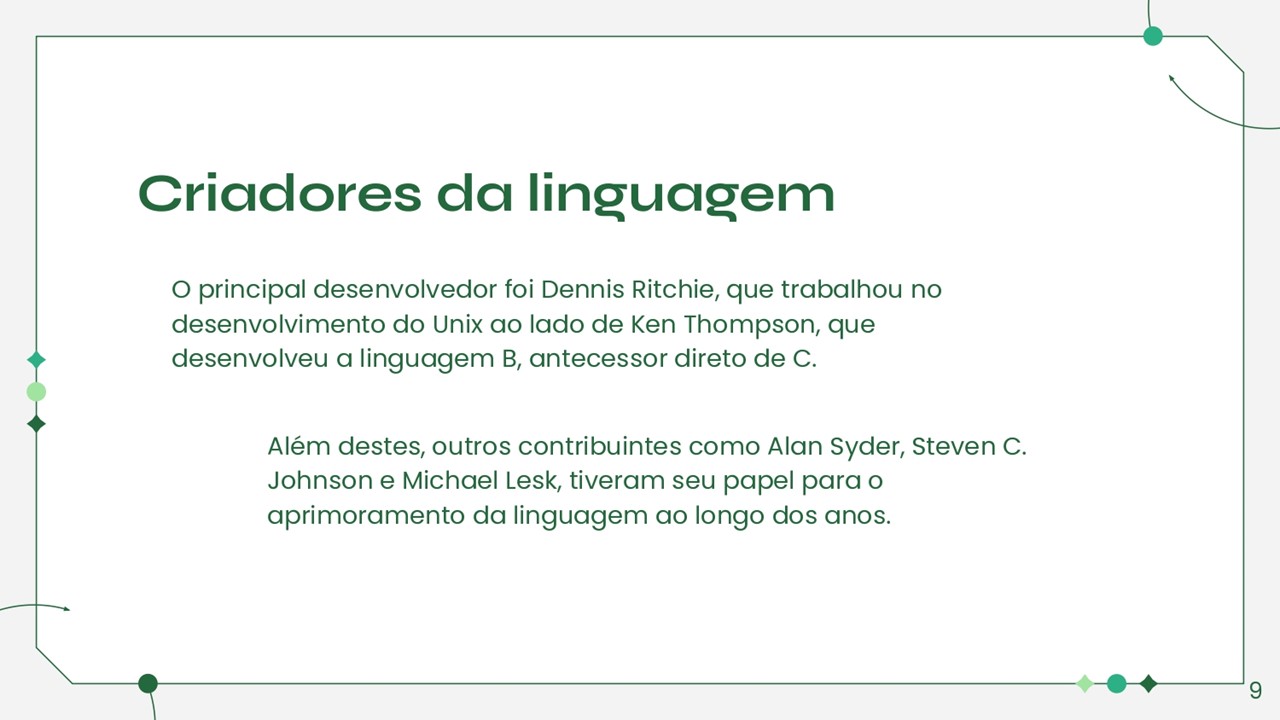 Criadores da linguagem
O principal desenvolvedor foi Dennis Ritchie, que trabalhou no
desenvolvimento do Unix ao lado de Ken Thompson, que
desenvolveu a linguagem B, antecessor direto de C.
Além destes, outros contribuintes como Alan Syder, Steven C.
Johnson e Michael Lesk, tiveram seu papel para o
aprimoramento da linguagem ao longo dos anos.
9